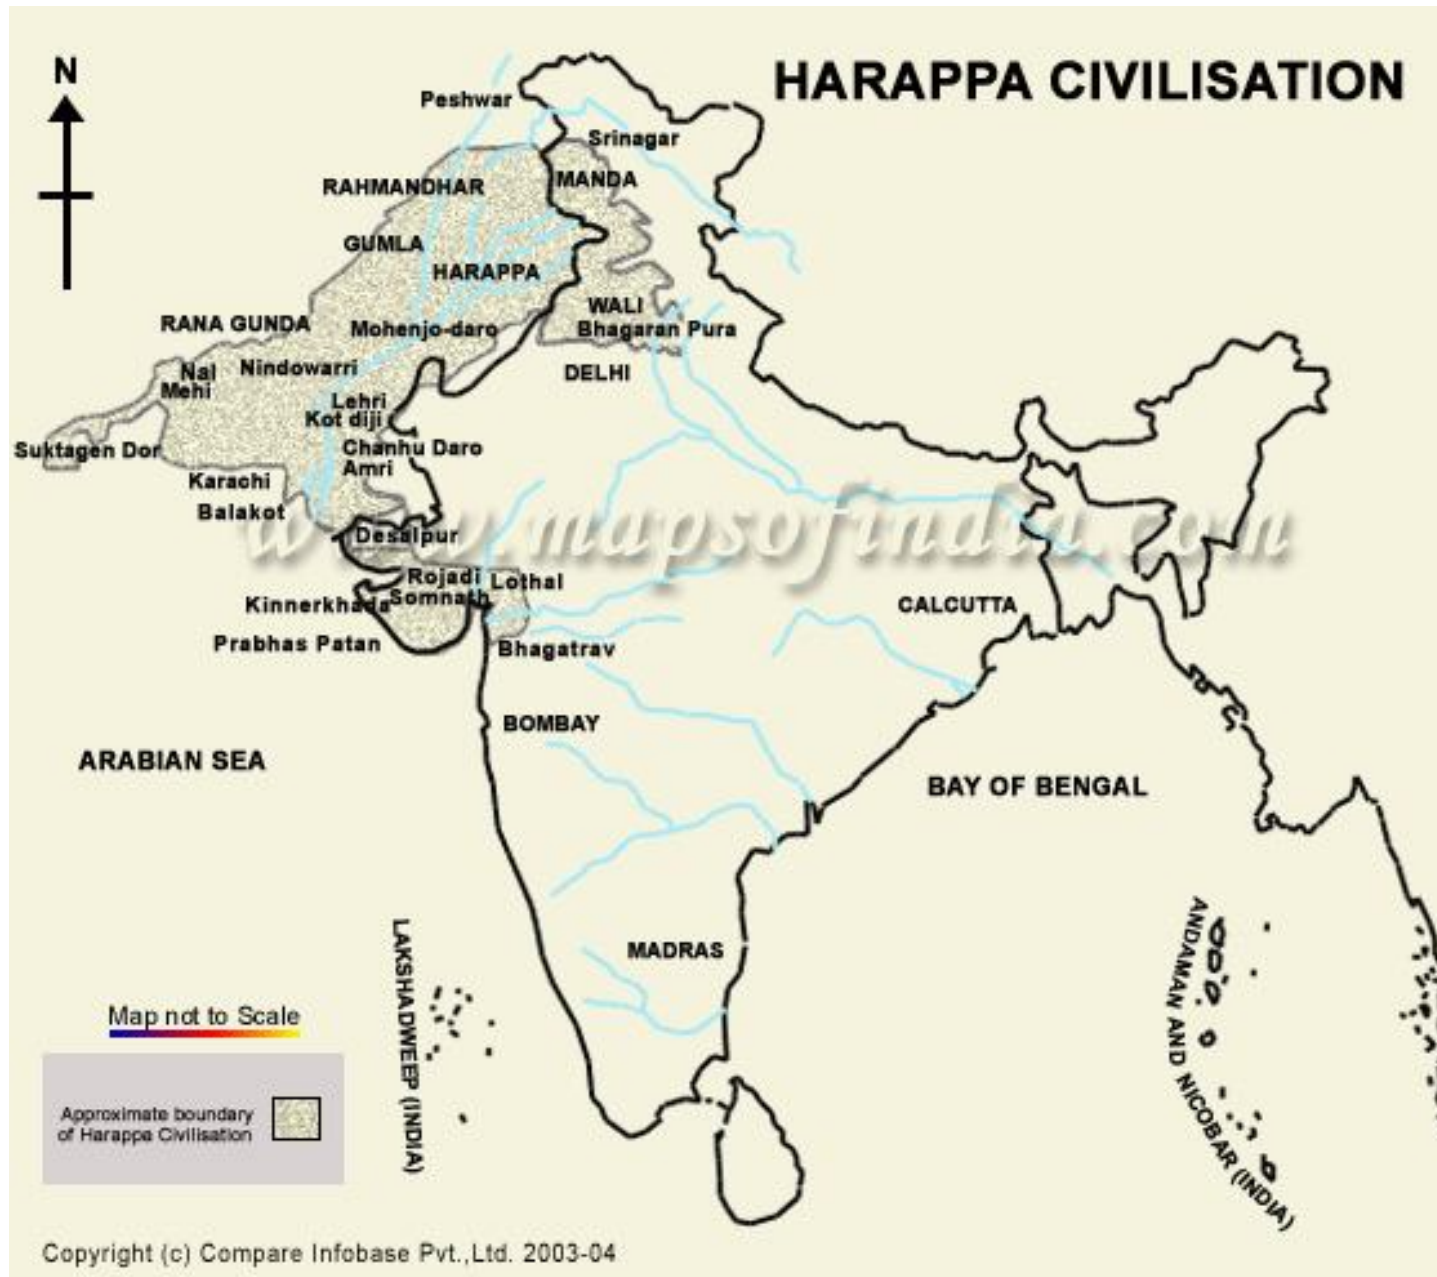 HARAPPA CIVILISATION
N
Peshwar
Srinagar
RAHMANDHAR
MANDA
GUMLA
HARAPPA
WALI
RANA GUNDA
Mohenjo-daro
Bhagaran Pura
Nal
Nindowarri
DELHI
Mehi
Lehri
Kot diji
Suktagen Dor
Chanhu Daro
Amri
Karachi
Balakot
www.mapsofindia.com
Desalpur
Rojadi
Lothal
Kinnerkhada
Somnath
CALCUTTA
Prabhas Patan
Bhagatrav
BOMBAY
ARABIAN SEA
BAY OF BENGAL
MADRAS
LAKSHADWEEP (INDIA)
ANDAMAN AND NICOBAR (INDIA)
Map not to Scale
Approximate boundary
of Harappa Civilisation
Copyright (c) Compare Infobase Pvt.,Ltd. 2003-04